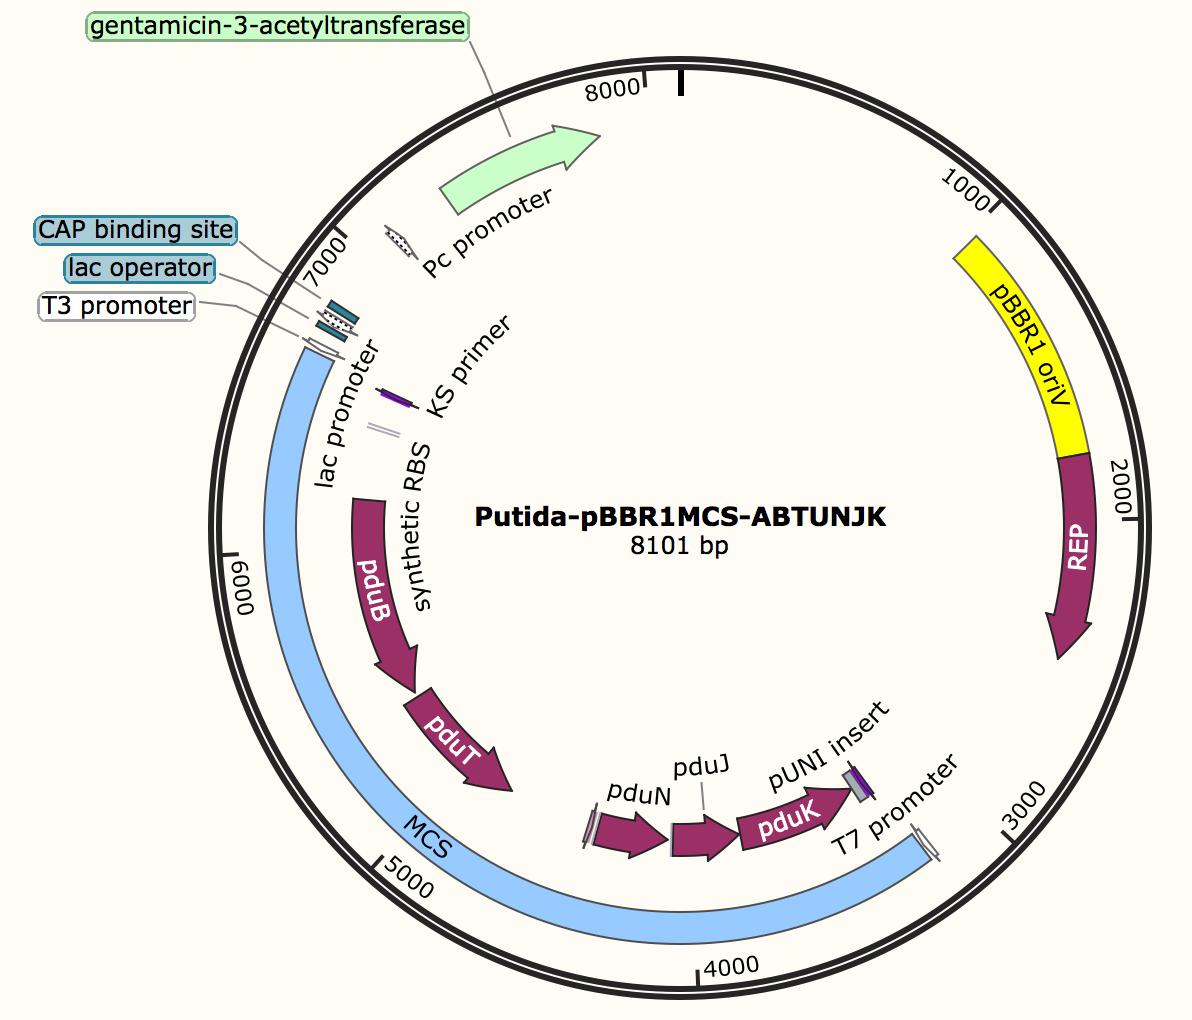 gentamicin-3-acetyltransferase
8000
1000
Pc promoter
CAP binding site
7000
lac operator
T3 promoter
pBBR1 oriV
lac promoter
KS primer
synthetic RBS
2000
Putida-pBBR1MCS-ABTUNJK
8101 bp
REP
6000
pduB
pduT
pUNI insert
pduJ
pduN
pduK
T7 promoter
3000
MCS
5000
4000